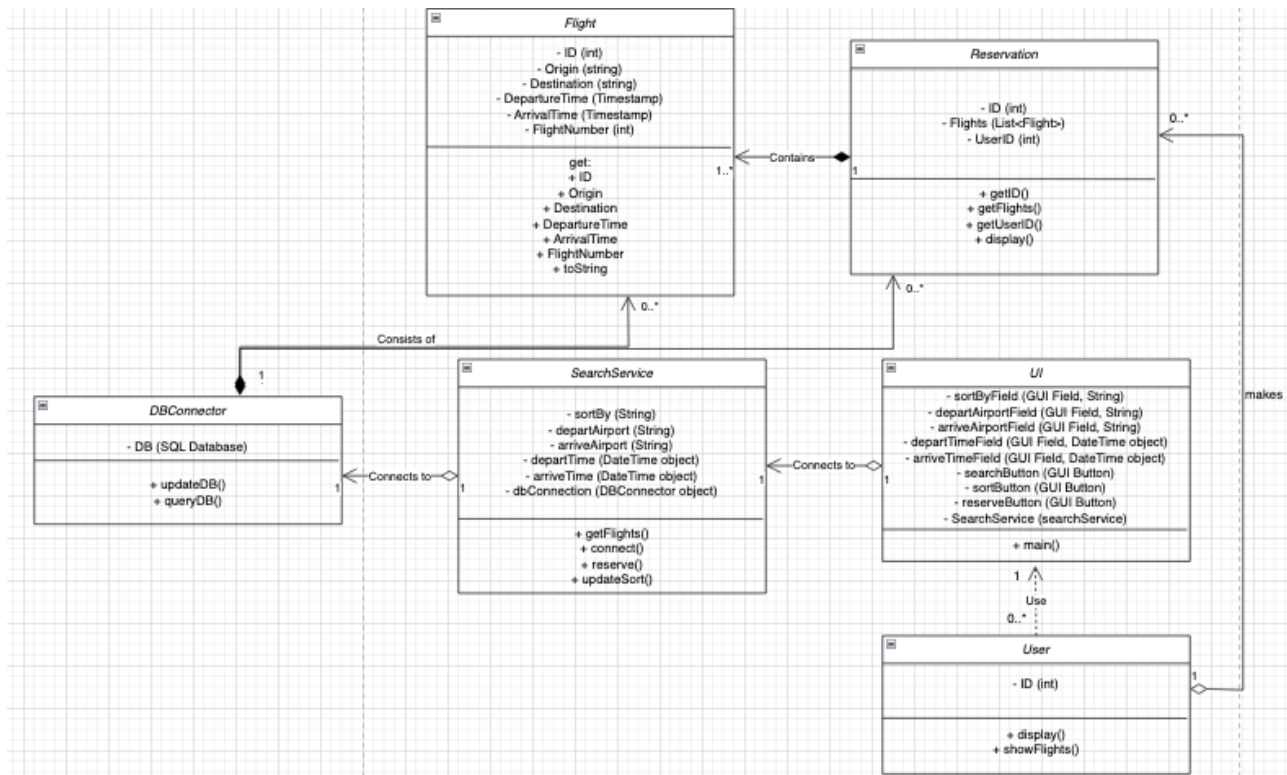 Flight
- ID (int)
- Origin (string)
- Destination (string)
- DepartureTime (Timestamp)
- ArrivalTime (Timestamp)
- FlightNumber (int)
get:
+ ID
+ Origin
+ Destination
+ DepartureTime
+ ArrivalTime
+ FlightNumber
+ toString
Reservation
- ID (int)
- Flights (List<Flight>)
- UserID (int)
+ getID()
+ getFlights()
+ getUserID()
+ display()
1..*
Contains
1
0..*
0..*
0..*
Consists of
1
makes
DBConnector
- DB (SQL Database)
+ updateDB()
+ queryDB()
1
Connects to
1
SearchService
- sortBy (String)
- departAirport (String)
- arriveAirport (String)
- departTime (DateTime object)
- arriveTime (DateTime object)
- dbConnection (DBConnector object)
+ getFlights()
+ connect()
+ reserve()
+ updateSort()
1
Connects to
1
UI
- sortByField (GUI Field, String)
- departAirportField (GUI Field, String)
- arriveAirportField (GUI Field, String)
- departTimeField (GUI Field, DateTime object)
- arriveTimeField (GUI Field, DateTime object)
- searchButton (GUI Button)
- sortButton (GUI Button)
- reserveButton (GUI Button)
- SearchService (searchService)
+ main()
1
Use
0..*
User
- ID (int)
+ display()
+ showFlights()
1